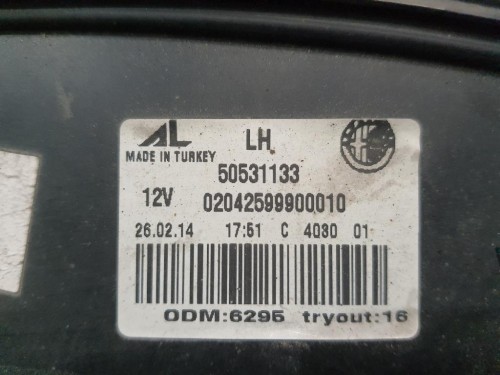 AL LH
MADE IN TURKEY
50531133
12V 02042599900010
26.02.14 17:51 C 4030 01
ODM:6295 tryout:16